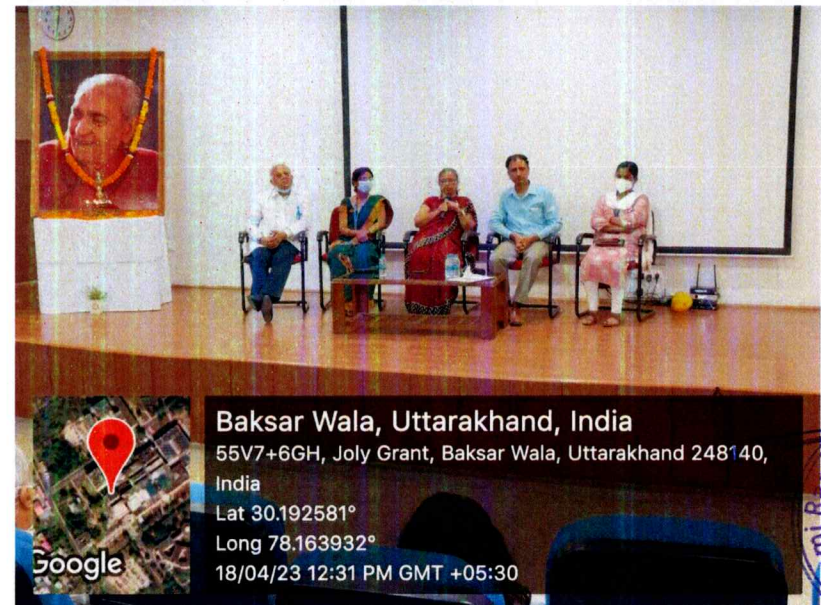 Baksar Wala, Uttarakhand, India
55V7+6GH, Joly Grant, Baksar Wala, Uttarakhand 248140,
India
Lat 30.192581°
Long 78.163932°
18/04/23 12:31 PM GMT +05:30
Google